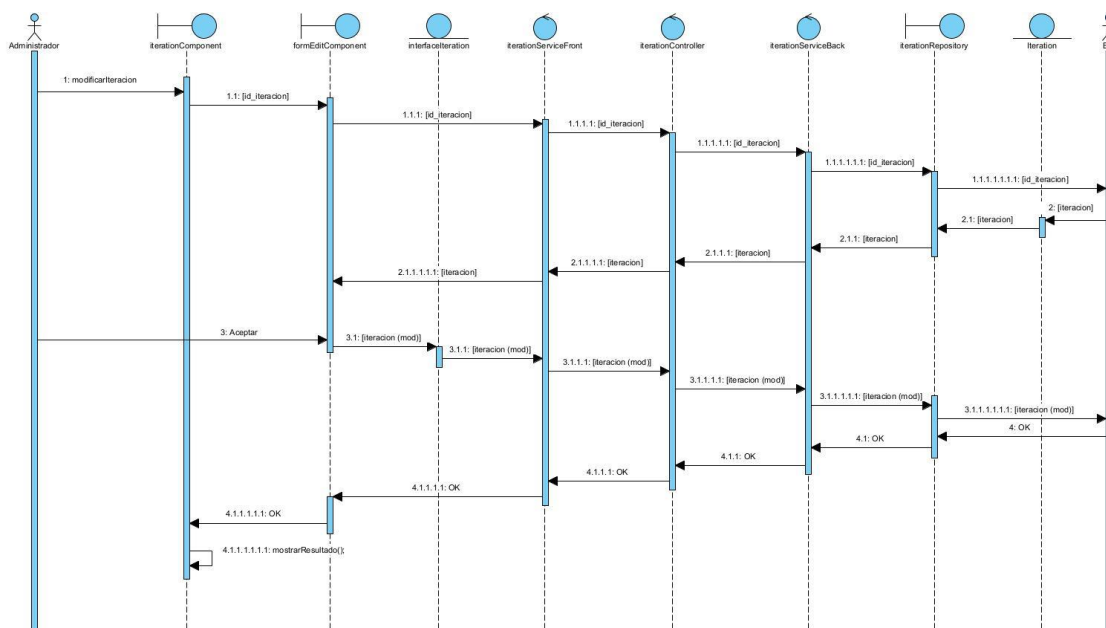 Administrador
iterationComponent
formEditComponent
interfaceIteration
iterationServiceFront
iterationController
iterationServiceBack
iterationRepository
Iteration
1: modificarIteracion
1.1: [id_iteracion]
1.1.1: [id_iteracion]
1.1.1.1: [id_iteracion]
1.1.1.1.1: [id_iteracion]
1.1.1.1.1.1: [id_iteracion]
1.1.1.1.1.1.1: [id_iteracion]
2: [iteracion]
2.1: [iteracion]
2.1.1: [iteracion]
2.1.1.1: [iteracion]
2.1.1.1.1: [iteracion]
2.1.1.1.1.1: [iteracion]
3: Aceptar
3.1: [iteracion (mod)]
3.1.1: [iteracion (mod)]
3.1.1.1: [iteracion (mod)]
3.1.1.1.1: [iteracion (mod)]
3.1.1.1.1.1: [iteracion (mod)]
3.1.1.1.1.1.1: [iteracion (mod)]
4: OK
4.1: OK
4.1.1: OK
4.1.1.1: OK
4.1.1.1.1: OK
4.1.1.1.1.1: OK
4.1.1.1.1.1.1: mostrarResultado();